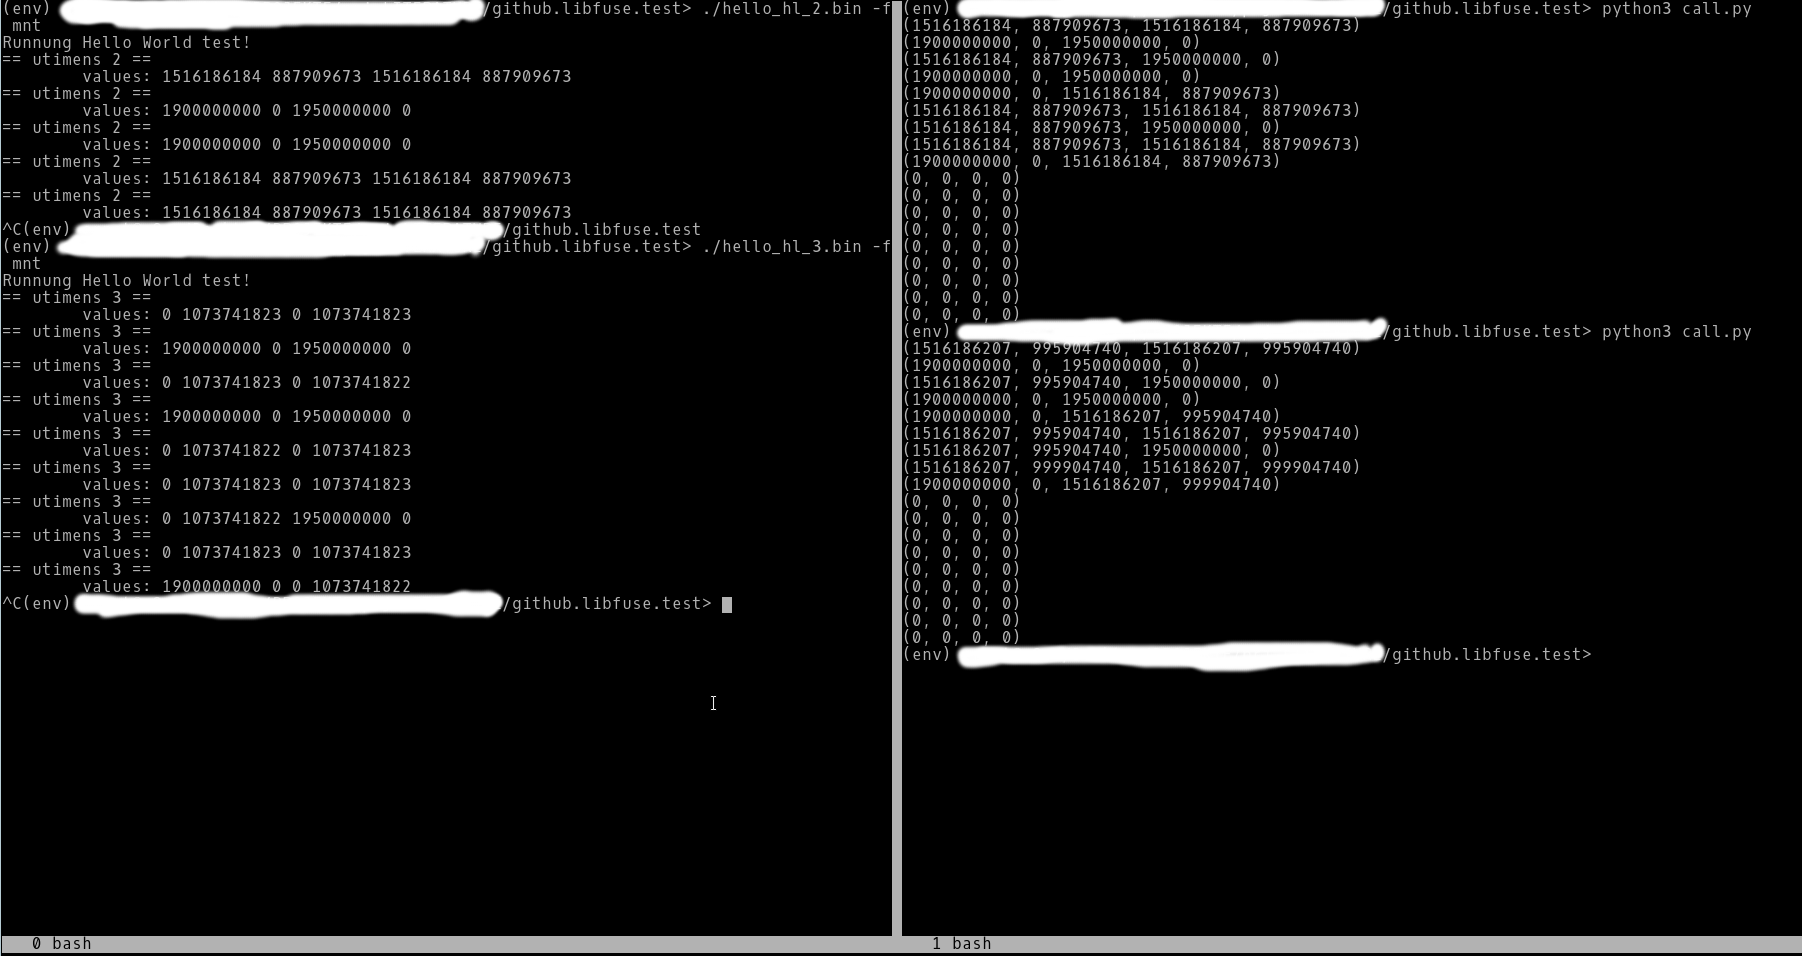 (env) /github.libfuse.test> ./hello_hl_2.bin -f
 mnt
Runnung Hello World test!
== utimens 2 ==
        values: 1516186184 887909673 1516186184 887909673
== utimens 2 ==
        values: 1900000000 0 1950000000 0
== utimens 2 ==
        values: 1900000000 0 1950000000 0
== utimens 2 ==
        values: 1516186184 887909673 1516186184 887909673
== utimens 2 ==
        values: 1516186184 887909673 1516186184 887909673
^C(env) /github.libfuse.test
(env) /github.libfuse.test> ./hello_hl_3.bin -f
 mnt
Runnung Hello World test!
== utimens 3 ==
        values: 0 1073741823 0 1073741823
== utimens 3 ==
        values: 1900000000 0 1950000000 0
== utimens 3 ==
        values: 0 1073741823 0 1073741822
== utimens 3 ==
        values: 1900000000 0 1950000000 0
== utimens 3 ==
        values: 0 1073741822 0 1073741823
== utimens 3 ==
        values: 0 1073741823 0 1073741823
== utimens 3 ==
        values: 0 1073741822 1950000000 0
== utimens 3 ==
        values: 0 1073741823 0 1073741823
== utimens 3 ==
        values: 1900000000 0 0 1073741822
^C(env) /github.libfuse.test>
0 bash
(env) /github.libfuse.test> python3 call.py
(1516186184, 887909673, 1516186184, 887909673)
(1900000000, 0, 1950000000, 0)
(1516186184, 887909673, 1950000000, 0)
(1900000000, 0, 1950000000, 0)
(1900000000, 0, 1516186184, 887909673)
(1516186184, 887909673, 1516186184, 887909673)
(1516186184, 887909673, 1950000000, 0)
(1516186184, 887909673, 1516186184, 887909673)
(1900000000, 0, 1516186184, 887909673)
(0, 0, 0, 0)
(0, 0, 0, 0)
(0, 0, 0, 0)
(0, 0, 0, 0)
(0, 0, 0, 0)
(0, 0, 0, 0)
(0, 0, 0, 0)
(0, 0, 0, 0)
(0, 0, 0, 0)
(env) /github.libfuse.test> python3 call.py
(1516186207, 995904740, 1516186207, 995904740)
(1900000000, 0, 1950000000, 0)
(1516186207, 995904740, 1950000000, 0)
(1900000000, 0, 1950000000, 0)
(1900000000, 0, 1516186207, 995904740)
(1516186207, 995904740, 1516186207, 995904740)
(1516186207, 995904740, 1950000000, 0)
(1516186207, 999904740, 1516186207, 999904740)
(1900000000, 0, 1516186207, 999904740)
(0, 0, 0, 0)
(0, 0, 0, 0)
(0, 0, 0, 0)
(0, 0, 0, 0)
(0, 0, 0, 0)
(0, 0, 0, 0)
(0, 0, 0, 0)
(0, 0, 0, 0)
(0, 0, 0, 0)
(env) /github.libfuse.test>
1 bash